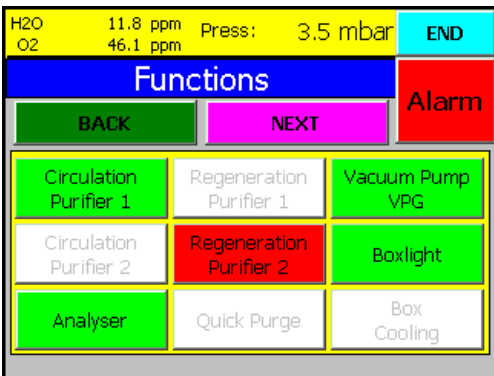 H2O 11.8 ppm Press: 3.5 mbar END
O2 46.1 ppm
Functions
Alarm
BACK NEXT
Circulation
Purifier 1
Regeneration
Purifier 1
Vacuum Pump
VPG
Circulation
Purifier 2
Regeneration
Purifier 2
Boxlight
Analyser
Quick Purge
Box
Cooling